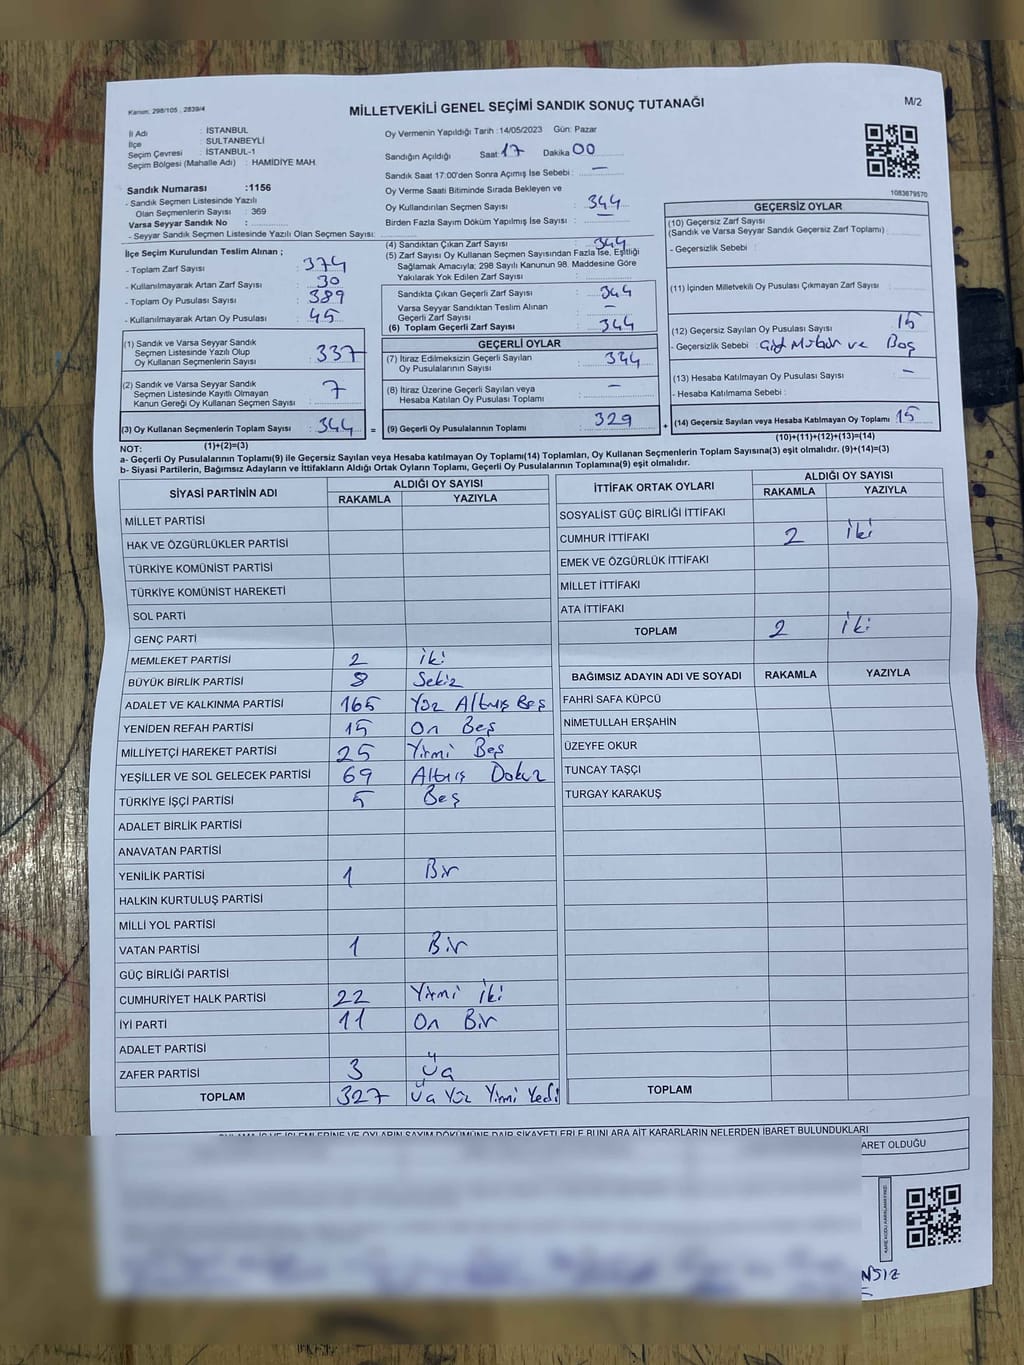 Kanun: 298/105 , 2839/4
MİLLETVEKİLİ GENEL SEÇİMİ SANDIK SONUÇ TUTANAĞI
M/2
İl Adı : İSTANBUL
İlçe : SULTANBEYLİ
Seçim Çevresi : İSTANBUL-1
Seçim Bölgesi (Mahalle Adı) : HAMİDİYE MAH.
Sandık Numarası :1156
- Sandık Seçmen Listesinde Yazılı
Olan Seçmenlerin Sayısı : 369
Varsa Seyyar Sandık No :
- Seyyar Sandık Seçmen Listesinde Yazılı Olan Seçmen Sayısı:
Oy Vermenin Yapıldığı Tarih :14/05/2023 Gün: Pazar
Sandığın Açıldığı Saat: 17 Dakika 00
Sandık Saat 17:00'den Sonra Açımış İse Sebebi : —
Oy Verme Saati Bitiminde Sırada Bekleyen ve
Oy Kullandırılan Seçmen Sayısı : 344
Birden Fazla Sayım Döküm Yapılmış İse Sayısı : —
1083879570
İlçe Seçim Kurulundan Teslim Alınan ;
- Toplam Zarf Sayısı : 374
- Kullanılmayarak Artan Zarf Sayısı : 30
- Toplam Oy Pusulası Sayısı : 389
- Kullanılmayarak Artan Oy Pusulası : 45
(4) Sandıktan Çıkan Zarf Sayısı : 344
(5) Zarf Sayısı Oy Kullanan Seçmen Sayısından Fazla İse, Eşitliği
Sağlamak Amacıyla; 298 Sayılı Kanunun 98. Maddesine Göre
Yakılarak Yok Edilen Zarf Sayısı :
Sandıkta Çıkan Geçerli Zarf Sayısı : 344
Varsa Seyyar Sandıktan Teslim Alınan
Geçerli Zarf Sayısı : —
(6) Toplam Geçerli Zarf Sayısı : 344
GEÇERSİZ OYLAR
(10) Geçersiz Zarf Sayısı
(Sandık ve Varsa Seyyar Sandık Geçersiz Zarf Toplamı) :
- Geçersizlik Sebebi :
(11) İçinden Milletvekili Oy Pusulası Çıkmayan Zarf Sayısı :
(12) Geçersiz Sayılan Oy Pusulası Sayısı : 15
- Geçersizlik Sebebi : ve Boş
(13) Hesaba Katılmayan Oy Pusulası Sayısı : —
- Hesaba Katılmama Sebebi :
(14) Geçersiz Sayılan veya Hesaba Katılmayan Oy Toplamı : 15
(1) Sandık ve Varsa Seyyar Sandık
Seçmen Listesinde Yazılı Olup
Oy Kullanan Seçmenlerin Sayısı : 337
(2) Sandık ve Varsa Seyyar Sandık
Seçmen Listesinde Kayıtlı Olmayan
Kanun Gereği Oy Kullanan Seçmen Sayısı : 7
(3) Oy Kullanan Seçmenlerin Toplam Sayısı : 344 =
GEÇERLİ OYLAR
(7) İtiraz Edilmeksizin Geçerli Sayılan
Oy Pusulalarının Sayısı : 344
(8) İtiraz Üzerine Geçerli Sayılan veya
Hesaba Katılan Oy Pusulası Toplamı : —
(9) Geçerli Oy Pusulalarının Toplamı : 329 +
NOT: (1)+(2)=(3)
(10)+(11)+(12)+(13)=(14)
a- Geçerli Oy Pusulalarının Toplamı(9) ile Geçersiz Sayılan veya Hesaba katılmayan Oy Toplamı(14) Toplamları, Oy Kullanan Seçmenlerin Toplam Sayısına(3) eşit olmalıdır. (9)+(14)=(3)
b- Siyasi Partilerin, Bağımsız Adayların ve İttifakların Aldığı Ortak Oyların Toplamı, Geçerli Oy Pusulalarının Toplamına(9) eşit olmalıdır.
SİYASİ PARTİNİN ADI ALDIĞI OY SAYISI
RAKAMLA YAZIYLA
MİLLET PARTİSİ
HAK VE ÖZGÜRLÜKLER PARTİSİ
TÜRKİYE KOMÜNİST PARTİSİ
TÜRKİYE KOMÜNİST HAREKETİ
SOL PARTİ
GENÇ PARTİ
MEMLEKET PARTİSİ 2 iki
BÜYÜK BİRLİK PARTİSİ 8 Sekiz
ADALET VE KALKINMA PARTİSİ 165 Yüz Altmış Beş
YENİDEN REFAH PARTİSİ 15 On Beş
MİLLİYETÇİ HAREKET PARTİSİ 25 Yirmi Beş
YEŞİLLER VE SOL GELECEK PARTİSİ 69 Altmış Dokuz
TÜRKİYE İŞÇİ PARTİSİ 5 Beş
ADALET BİRLİK PARTİSİ
ANAVATAN PARTİSİ
YENİLİK PARTİSİ 1 Bir
HALKIN KURTULUŞ PARTİSİ
MİLLİ YOL PARTİSİ
VATAN PARTİSİ 1 Bir
GÜÇ BİRLİĞİ PARTİSİ
CUMHURİYET HALK PARTİSİ 22 Yirmi iki
İYİ PARTİ 11 On Bir
ADALET PARTİSİ
ZAFER PARTİSİ 3 Üç
TOPLAM 327 Üç Yüz Yirmi Yedi
İTTİFAK ORTAK OYLARI ALDIĞI OY SAYISI
RAKAMLA YAZIYLA
SOSYALİST GÜÇ BİRLİĞİ İTTİFAKI
CUMHUR İTTİFAKI 2 iki
EMEK VE ÖZGÜRLÜK İTTİFAKI
MİLLET İTTİFAKI
ATA İTTİFAKI
TOPLAM 2 iki
BAĞIMSIZ ADAYIN ADI VE SOYADI RAKAMLA YAZIYLA
FAHRİ SAFA KÜPCÜ
NİMETULLAH ERŞAHİN
ÜZEYFE OKUR
TUNCAY TAŞÇI
TURGAY KARAKUŞ
TOPLAM
SAYIM DÖKÜMÜNE DAİR ŞİKAYETLERLE BUNLARA AİT KARARLARIN NELERDEN İBARET BULUNDUKLARI
ARET OLDUĞU
NSIZ